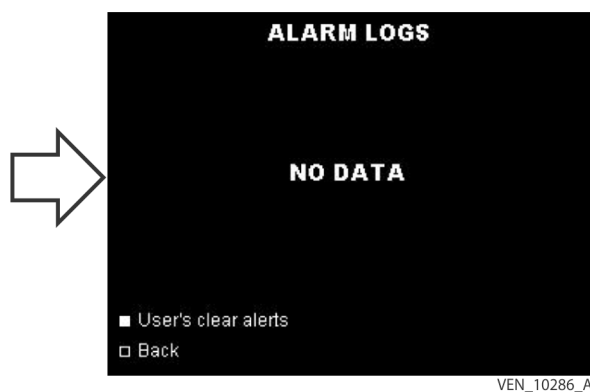 ALARM LOGS
NO DATA
User's clear alerts
Back
VEN_10286_A